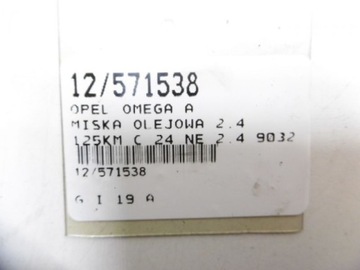 12/571538
OPEL OMEGA A
MISKA OLEJOWA 2.4
125KM C 24 NE 2.4 9032
12/571538
G I 19 A